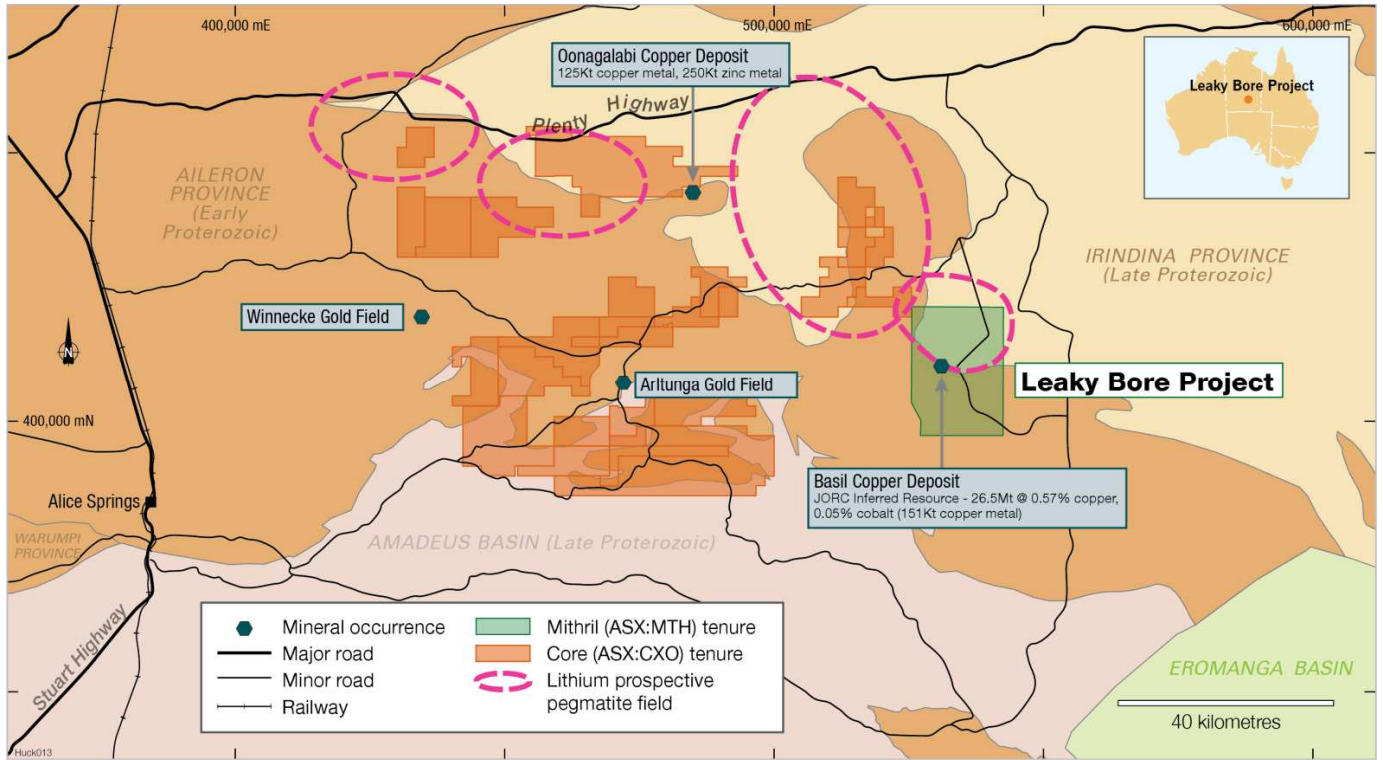 400,000 mE
500,000 mE
600,000 mE
Oonagalabi Copper Deposit
125Kt copper metal, 250Kt zinc metal
Leaky Bore Project
Plenty Highway
AILERON
PROVINCE
(Early
Proterozoic)
IRINDINA PROVINCE
(Late Proterozoic)
Winnecke Gold Field
N
Arltunga Gold Field
Leaky Bore Project
400,000 mN
Basil Copper Deposit
JORC Inferred Resource - 26.5Mt @ 0.57% copper,
0.05% cobalt (151Kt copper metal)
Alice Springs
WARUMPI
PROVINCE
AMADEUS BASIN (Late Proterozoic)
Stuart Highway
Mineral occurrence
Major road
Minor road
Railway
Mithril (ASX:MTH) tenure
Core (ASX:CXO) tenure
Lithium prospective
pegmatite field
EROMANGA BASIN
40 kilometres
Huck013